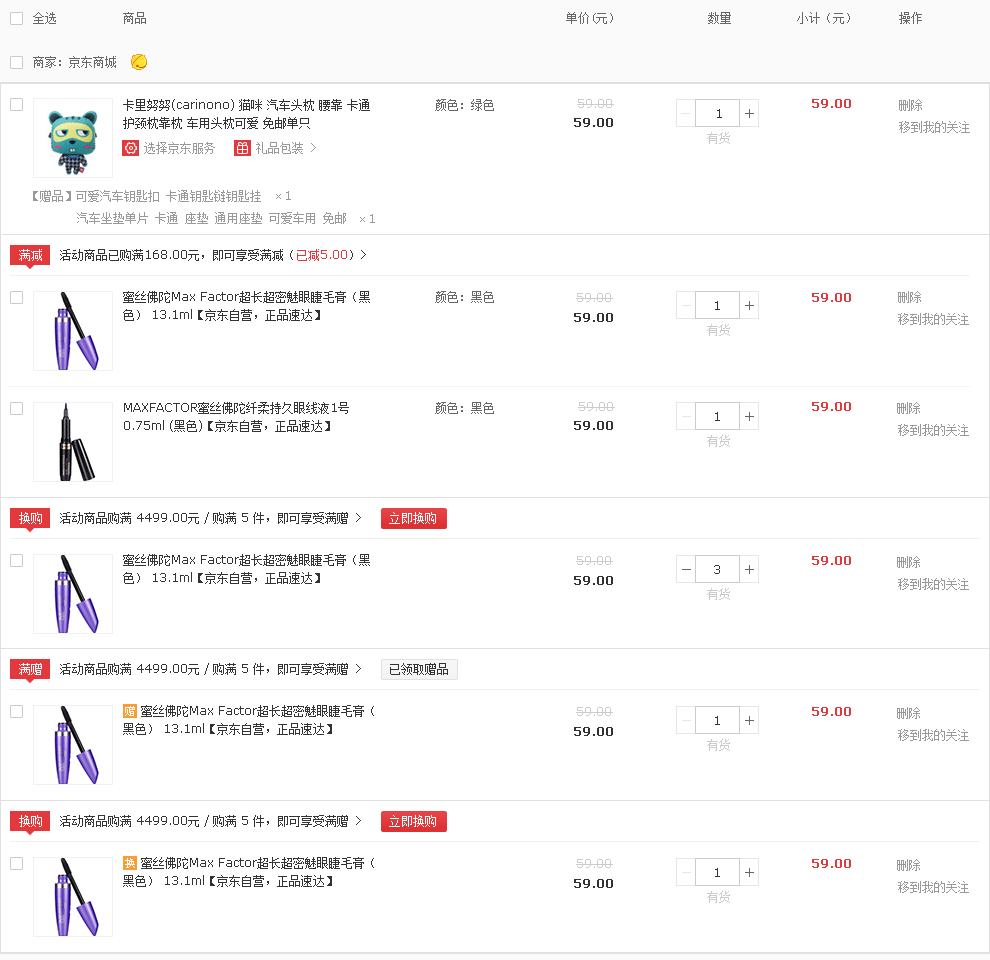 全选 商品 单价(元) 数量 小计（元） 操作
商家：京东商城
卡里努努(carinono) 猫咪 汽车头枕 腰靠 卡通 颜色：绿色 59.00 59.00 删除
护颈枕靠枕 车用头枕可爱 免邮单只 59.00 1 移到我的关注
有货
选择京东服务 礼品包装
【赠品】可爱汽车钥匙扣 卡通钥匙链钥匙挂 ×1
汽车坐垫单片 卡通 座垫 通用座垫 可爱车用 免邮 ×1
满减 活动商品已购满168.00元，即可享受满减（已减5.00）
蜜丝佛陀Max Factor超长超密魅眼睫毛膏（黑 颜色：黑色 59.00 59.00 删除
色） 13.1ml【京东自营，正品速达】 59.00 1 移到我的关注
有货
MAXFACTOR蜜丝佛陀纤柔持久眼线液1号 颜色：黑色 59.00 59.00 删除
0.75ml (黑色)【京东自营，正品速达】 59.00 1 移到我的关注
有货
换购 活动商品购满 4499.00元 / 购满 5 件，即可享受满赠 立即换购
蜜丝佛陀Max Factor超长超密魅眼睫毛膏（黑 59.00 59.00 删除
色） 13.1ml【京东自营，正品速达】 59.00 3 移到我的关注
有货
满赠 活动商品购满 4499.00元 / 购满 5 件，即可享受满赠 已领取赠品
赠 蜜丝佛陀Max Factor超长超密魅眼睫毛膏（ 59.00 59.00 删除
黑色） 13.1ml【京东自营，正品速达】 59.00 1 移到我的关注
有货
换购 活动商品购满 4499.00元 / 购满 5 件，即可享受满赠 立即换购
换 蜜丝佛陀Max Factor超长超密魅眼睫毛膏（ 59.00 59.00 删除
黑色） 13.1ml【京东自营，正品速达】 59.00 1 移到我的关注
有货